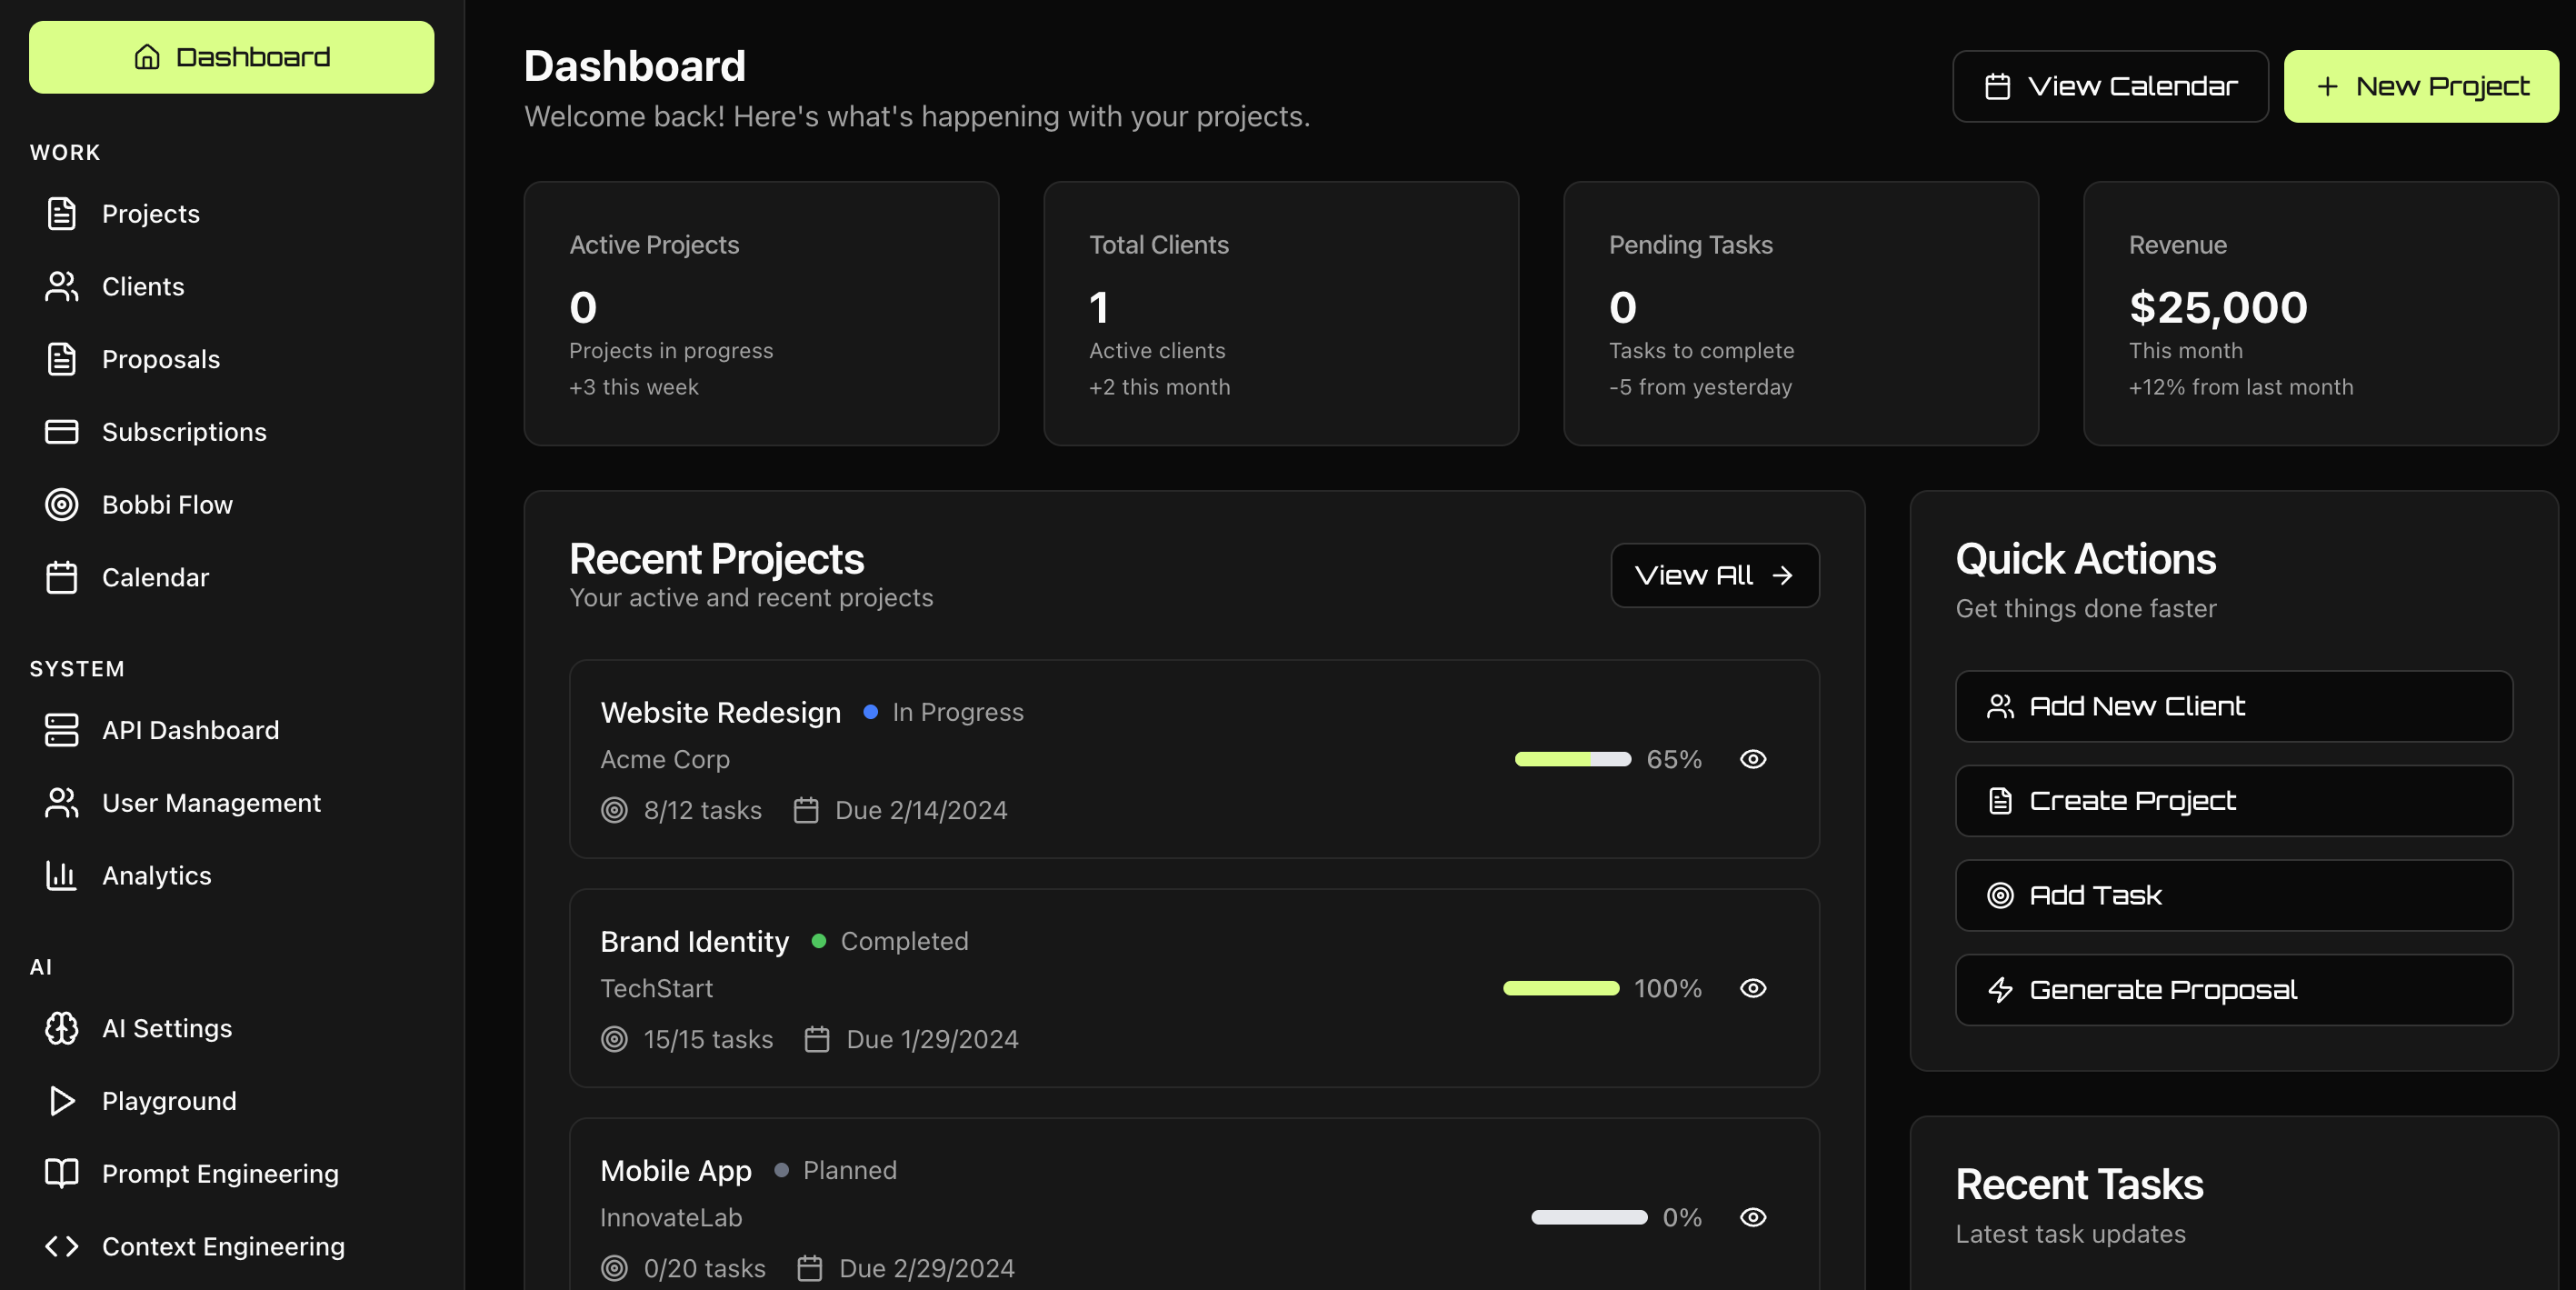 Dashboard
WORK
Projects
Clients
Proposals
Subscriptions
Bobbi Flow
Calendar
SYSTEM
API Dashboard
User Management
Analytics
AI
AI Settings
Playground
Prompt Engineering
Context Engineering
Dashboard
Welcome back! Here's what's happening with your projects.
View Calendar
New Project
Active Projects
0
Projects in progress
+3 this week
Total Clients
1
Active clients
+2 this month
Pending Tasks
0
Tasks to complete
-5 from yesterday
Revenue
$25,000
This month
+12% from last month
Recent Projects
Your active and recent projects
View All
Website Redesign In Progress
Acme Corp
65%
8/12 tasks Due 2/14/2024
Brand Identity Completed
TechStart
100%
15/15 tasks Due 1/29/2024
Mobile App Planned
InnovateLab
0%
0/20 tasks Due 2/29/2024
Quick Actions
Get things done faster
Add New Client
Create Project
Add Task
Generate Proposal
Recent Tasks
Latest task updates